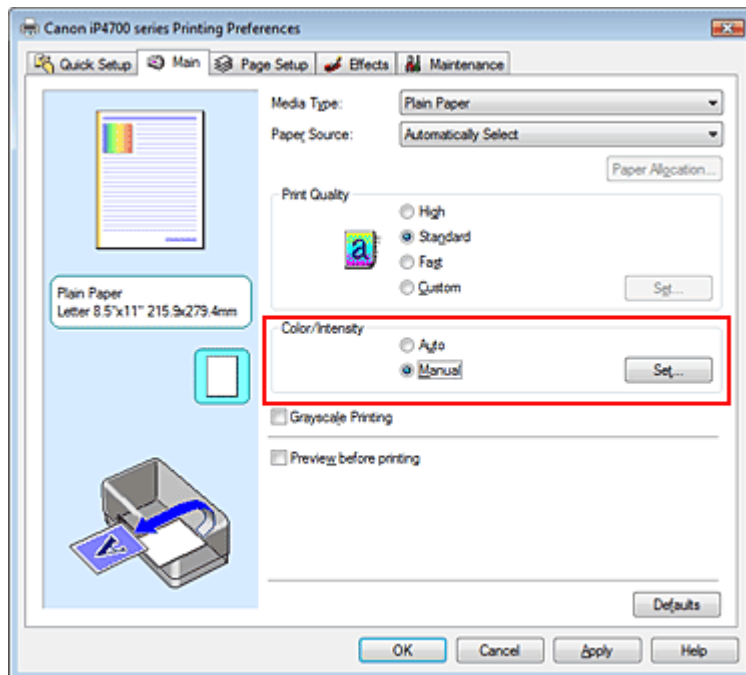 Canon iP4700 series Printing Preferences
Quick Setup Main Page Setup Effects Maintenance
Media Type: Plain Paper
Paper Source: Automatically Select
Paper Allocation...
Print Quality
High
a Standard
Fast
Custom Set...
Plain Paper
Letter 8.5"x11" 215.9x279.4mm
Color/Intensity
Auto
Manual Set...
Grayscale Printing
Preview before printing
Defaults
OK Cancel Apply Help